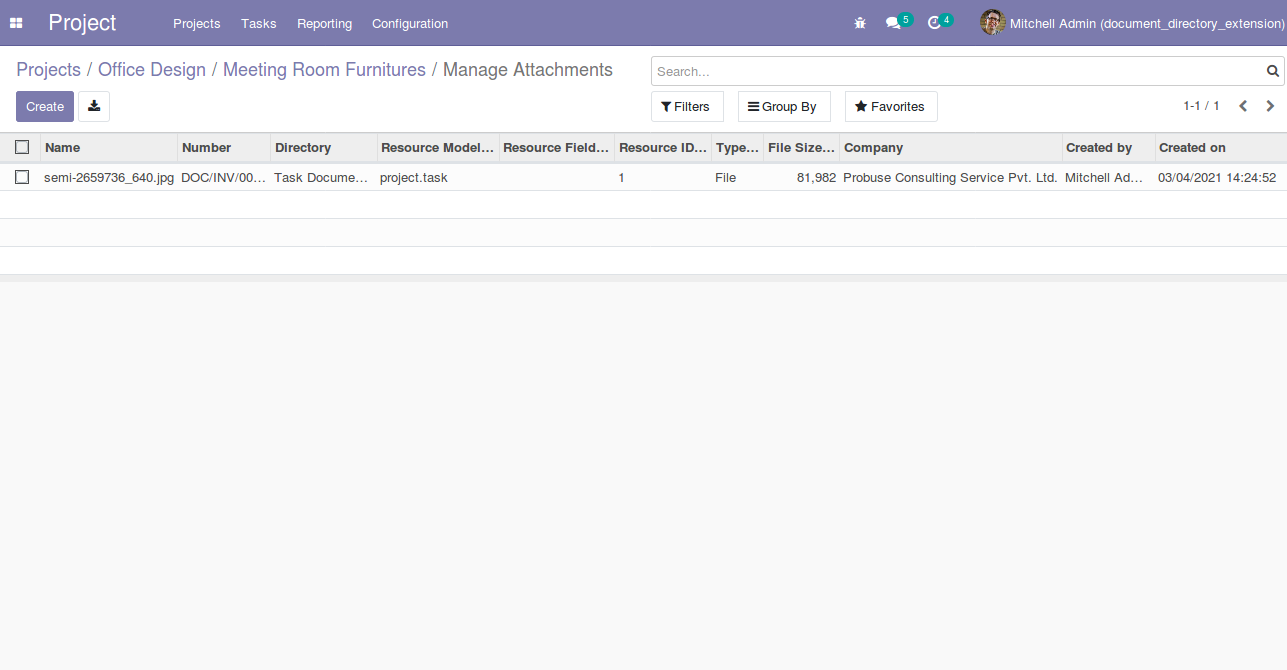 Project Projects Tasks Reporting Configuration 5 4 Mitchell Admin (document_directory_extension)
Projects / Office Design / Meeting Room Furnitures / Manage Attachments Search...
Create Filters Group By Favorites 1-1 / 1
Name Number Directory Resource Model... Resource Field... Resource ID... Type... File Size... Company Created by Created on
semi-2659736_640.jpg DOC/INV/00... Task Docume... project.task 1 File 81,982 Probuse Consulting Service Pvt. Ltd. Mitchell Ad... 03/04/2021 14:24:52